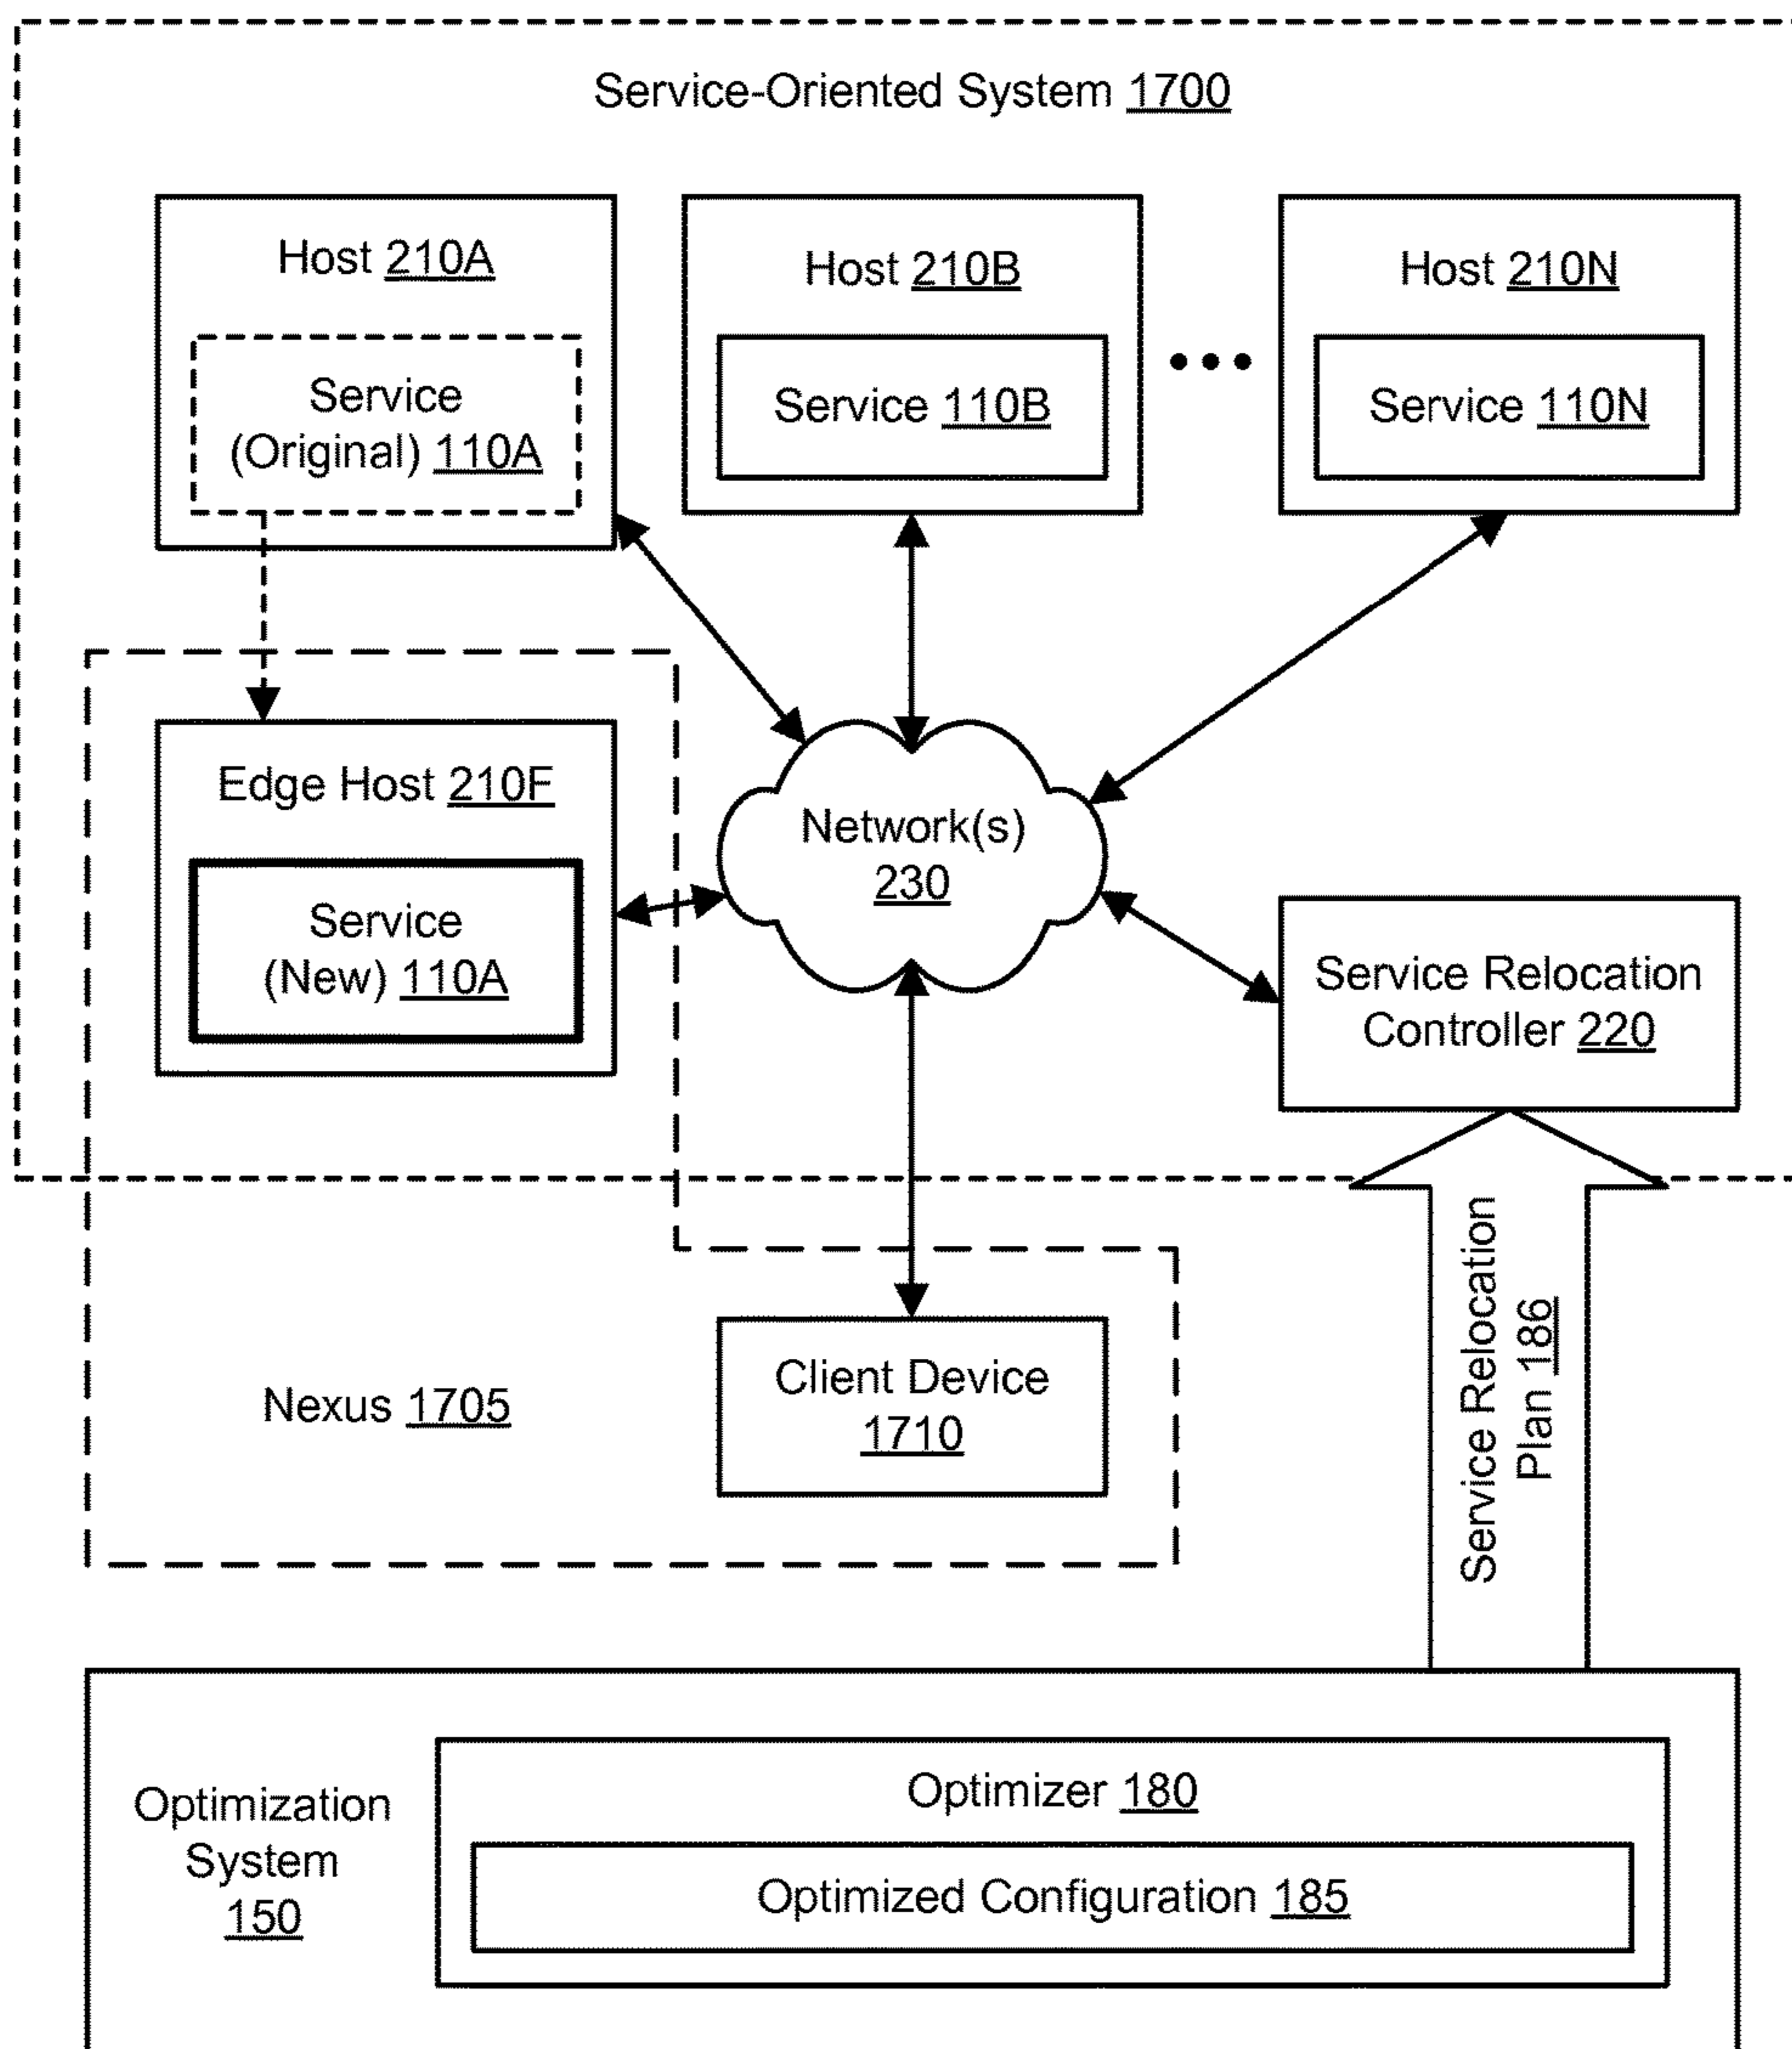 Service-Oriented System 1700
Host 210A
Service
(Original) 110A
Host 210B
Service 110B
Host 210N
Service 110N
Edge Host 210F
Service
(New) 110A
Network(s)
230
Service Relocation
Controller 220
Nexus 1705
Client Device
1710
Service Relocation
Plan 186
Optimization
System
150
Optimizer 180
Optimized Configuration 185